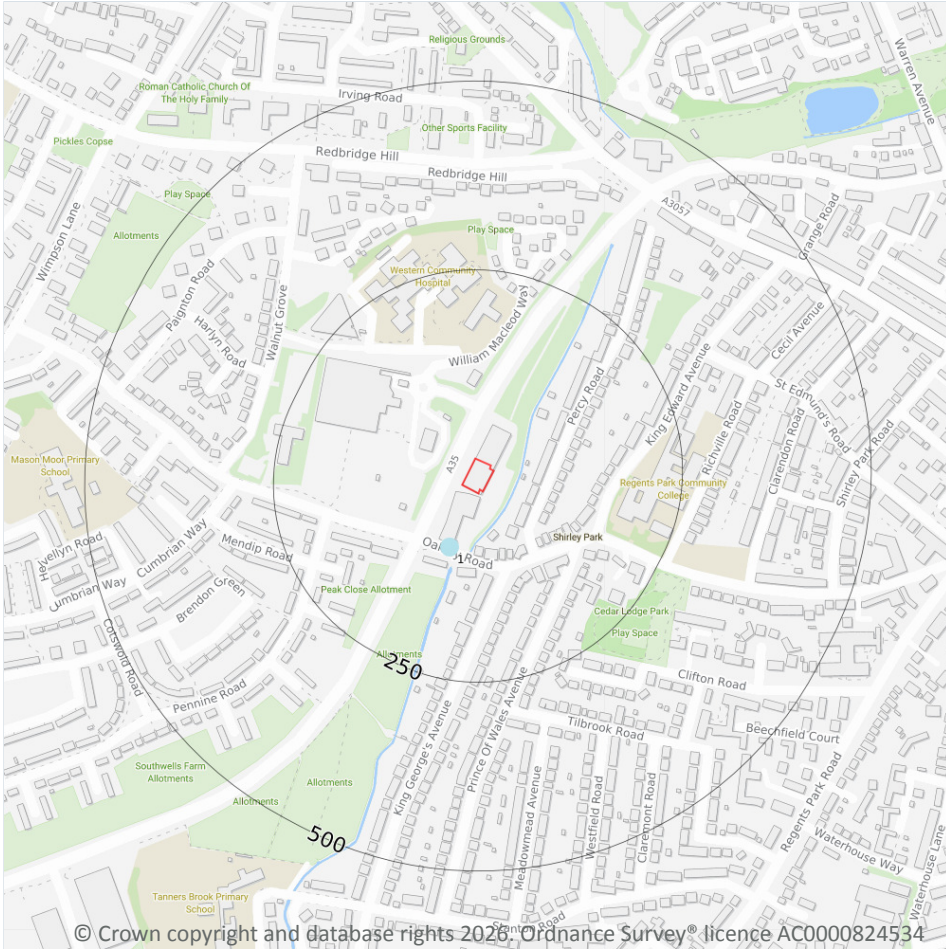 Religious Grounds
Warren Avenue
Roman Catholic Church Of
The Holy Family
Irving Road
Other Sports Facility
Pickles Copse
Redbridge Hill
Redbridge Hill
Play Space
A3057
Grange Road
Wimpson Lane
Allotments
Play Space
Paignton Road
Western Community
Hospital
Walnut Grove
Harlyn Road
William Macleod Way
Cecil Avenue
Percy Road
King Edward Avenue
St Edmund's Road
Richville Road
Clarendon Road
Shirley Park Road
A35
Mason Moor Primary
School
Regents Park Community
College
Cumbrian Way
Mendip Road
Shirley Park
Road
1
Cumbrian Way
Brendon Green
Peak Close Allotment
Cedar Lodge Park
Play Space
Cotswold Road
Allotments
250
Clifton Road
Pennine Road
King George's Avenue
Prince Of Wales Avenue
Tilbrook Road
Beechfield Court
Southwells Farm
Allotments
Allotments
Allotments
Meadowmead Avenue
Westfield Road
Claremont Road
Regents Park Road
500
Waterhouse Way
Waterhouse Lane
Tanners Brook Primary
School
Road
© Crown copyright and database rights 2026. Ordnance Survey® licence AC0000824534